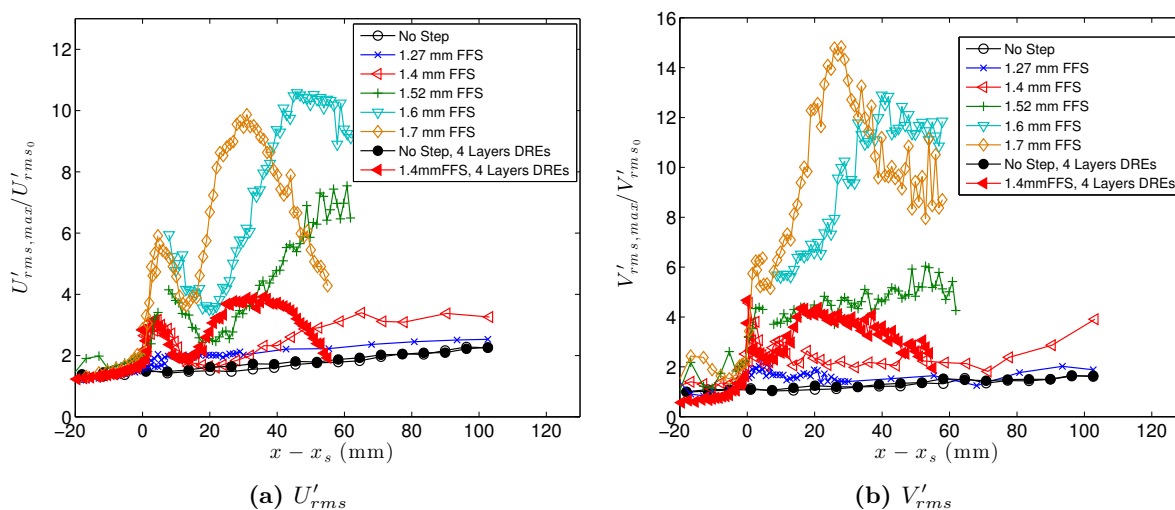 12
10
8
6
4
2
0
−20
0
20
40
60
80
100
120
U′rms,max/U′rms0
x − xs (mm)
No Step
1.27 mm FFS
1.4 mm FFS
1.52 mm FFS
1.6 mm FFS
1.7 mm FFS
No Step, 4 Layers DREs
1.4mmFFS, 4 Layers DREs
(a) U′rms
16
14
12
10
8
6
4
2
0
−20
0
20
40
60
80
100
120
V′rms,max/V′rms0
x − xs (mm)
No Step
1.27 mm FFS
1.4 mm FFS
1.52 mm FFS
1.6 mm FFS
1.7 mm FFS
No Step, 4 Layers DREs
1.4mmFFS, 4 Layers DREs
(b) V′rms